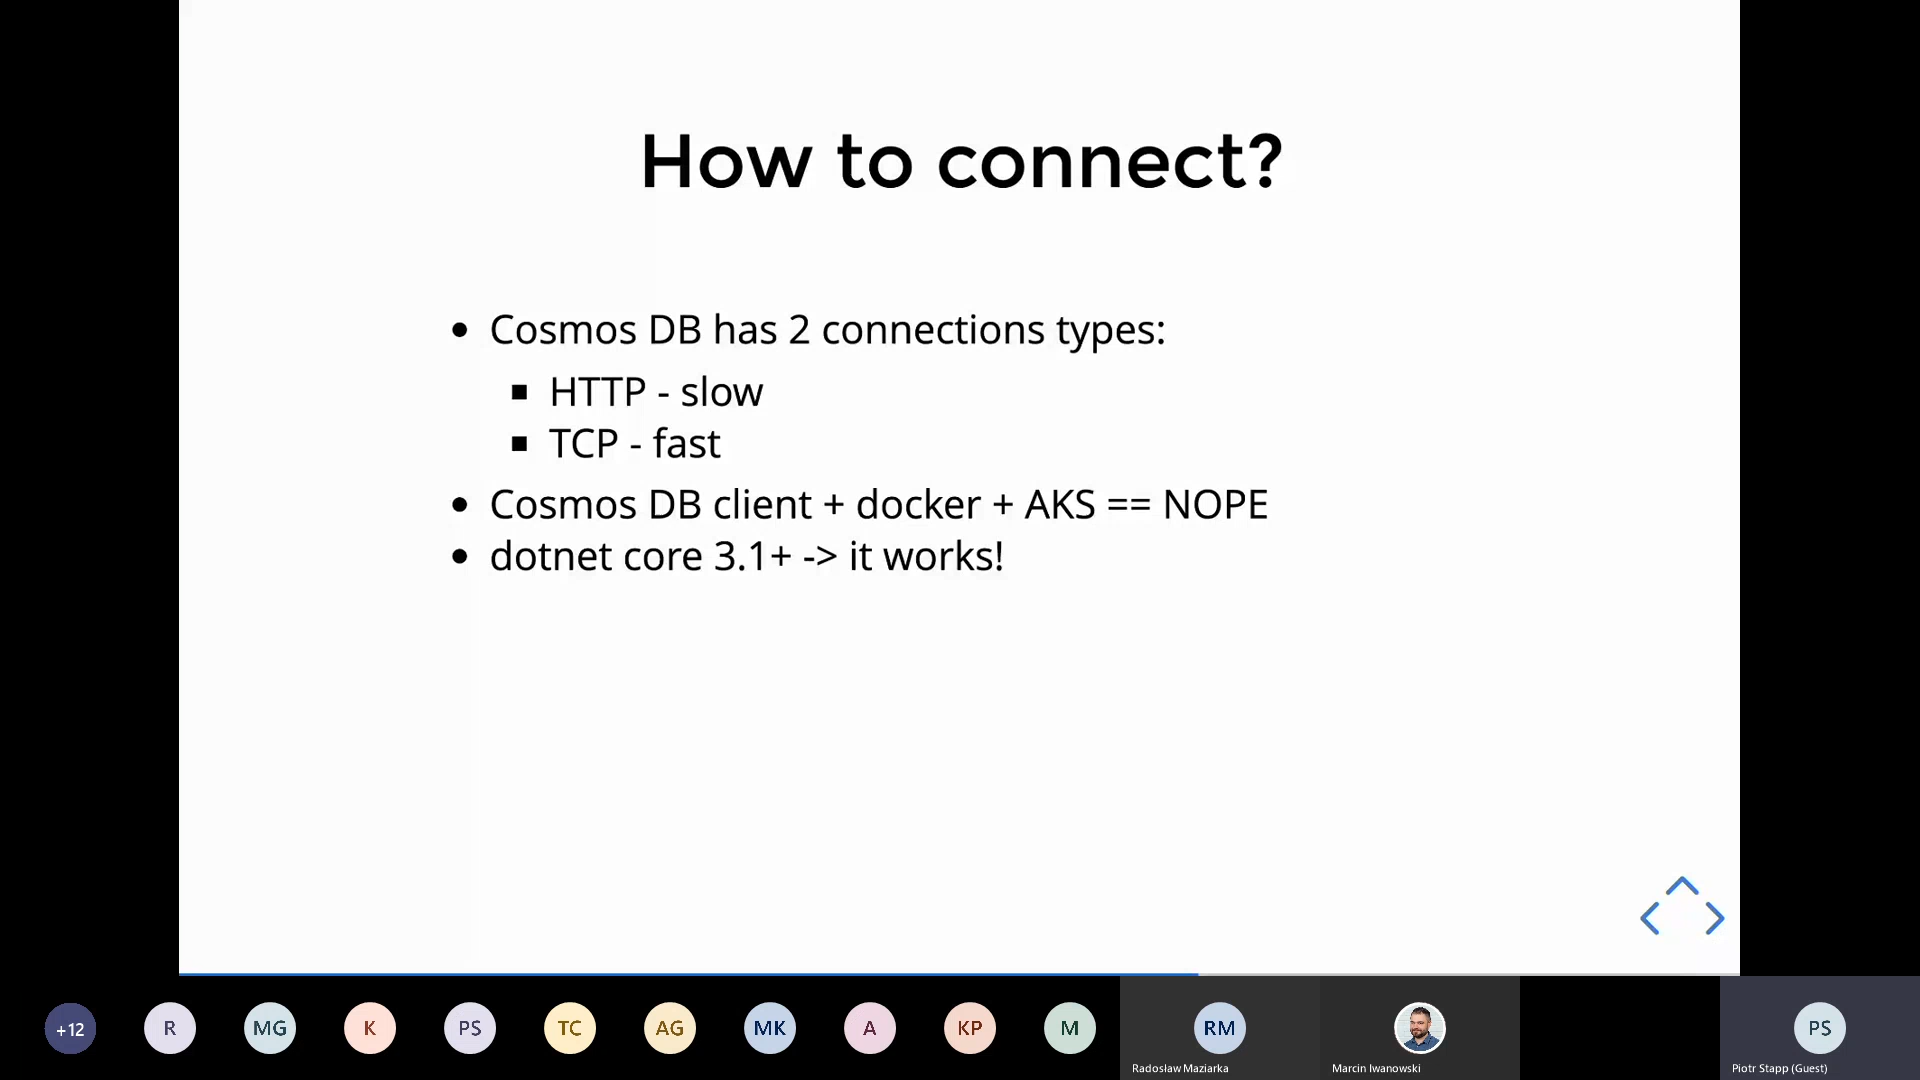 How to connect?
Cosmos DB has 2 connections types:
HTTP - slow
TCP - fast
Cosmos DB client + docker + AKS == NOPE
dotnet core 3.1+ -> it works!
+12
R
MG
K
PS
TC
AG
MK
A
KP
M
RM
PS
Radosław Maziarka
Marcin Iwanowski
Piotr Stapp (Guest)